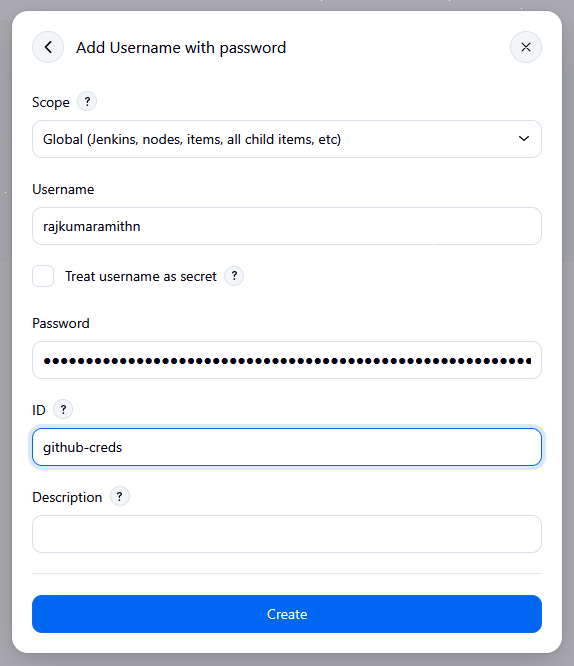 Add Username with password
Scope ?
Global (Jenkins, nodes, items, all child items, etc)
Username
rajkumaramithn
Treat username as secret ?
Password
ID ?
github-creds
Description ?
Create